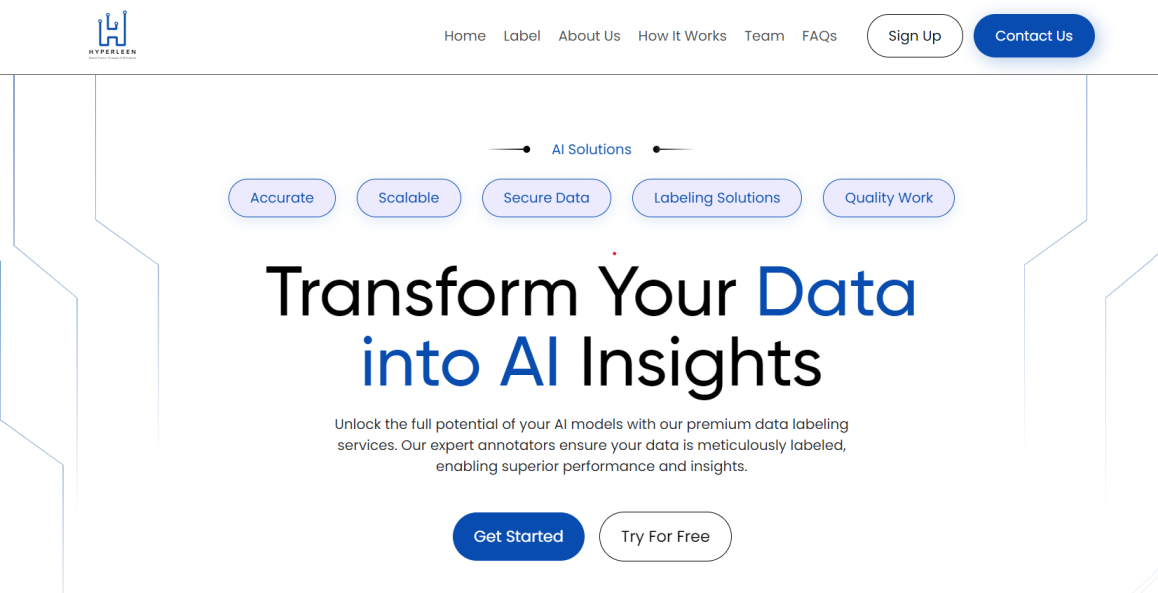 HYPERLEEN
Home Label About Us How It Works Team FAQs Sign Up Contact Us
AI Solutions
Accurate Scalable Secure Data Labeling Solutions Quality Work
Transform Your Data
into AI Insights
Unlock the full potential of your AI models with our premium data labeling
services. Our expert annotators ensure your data is meticulously labeled,
enabling superior performance and insights.
Get Started Try For Free